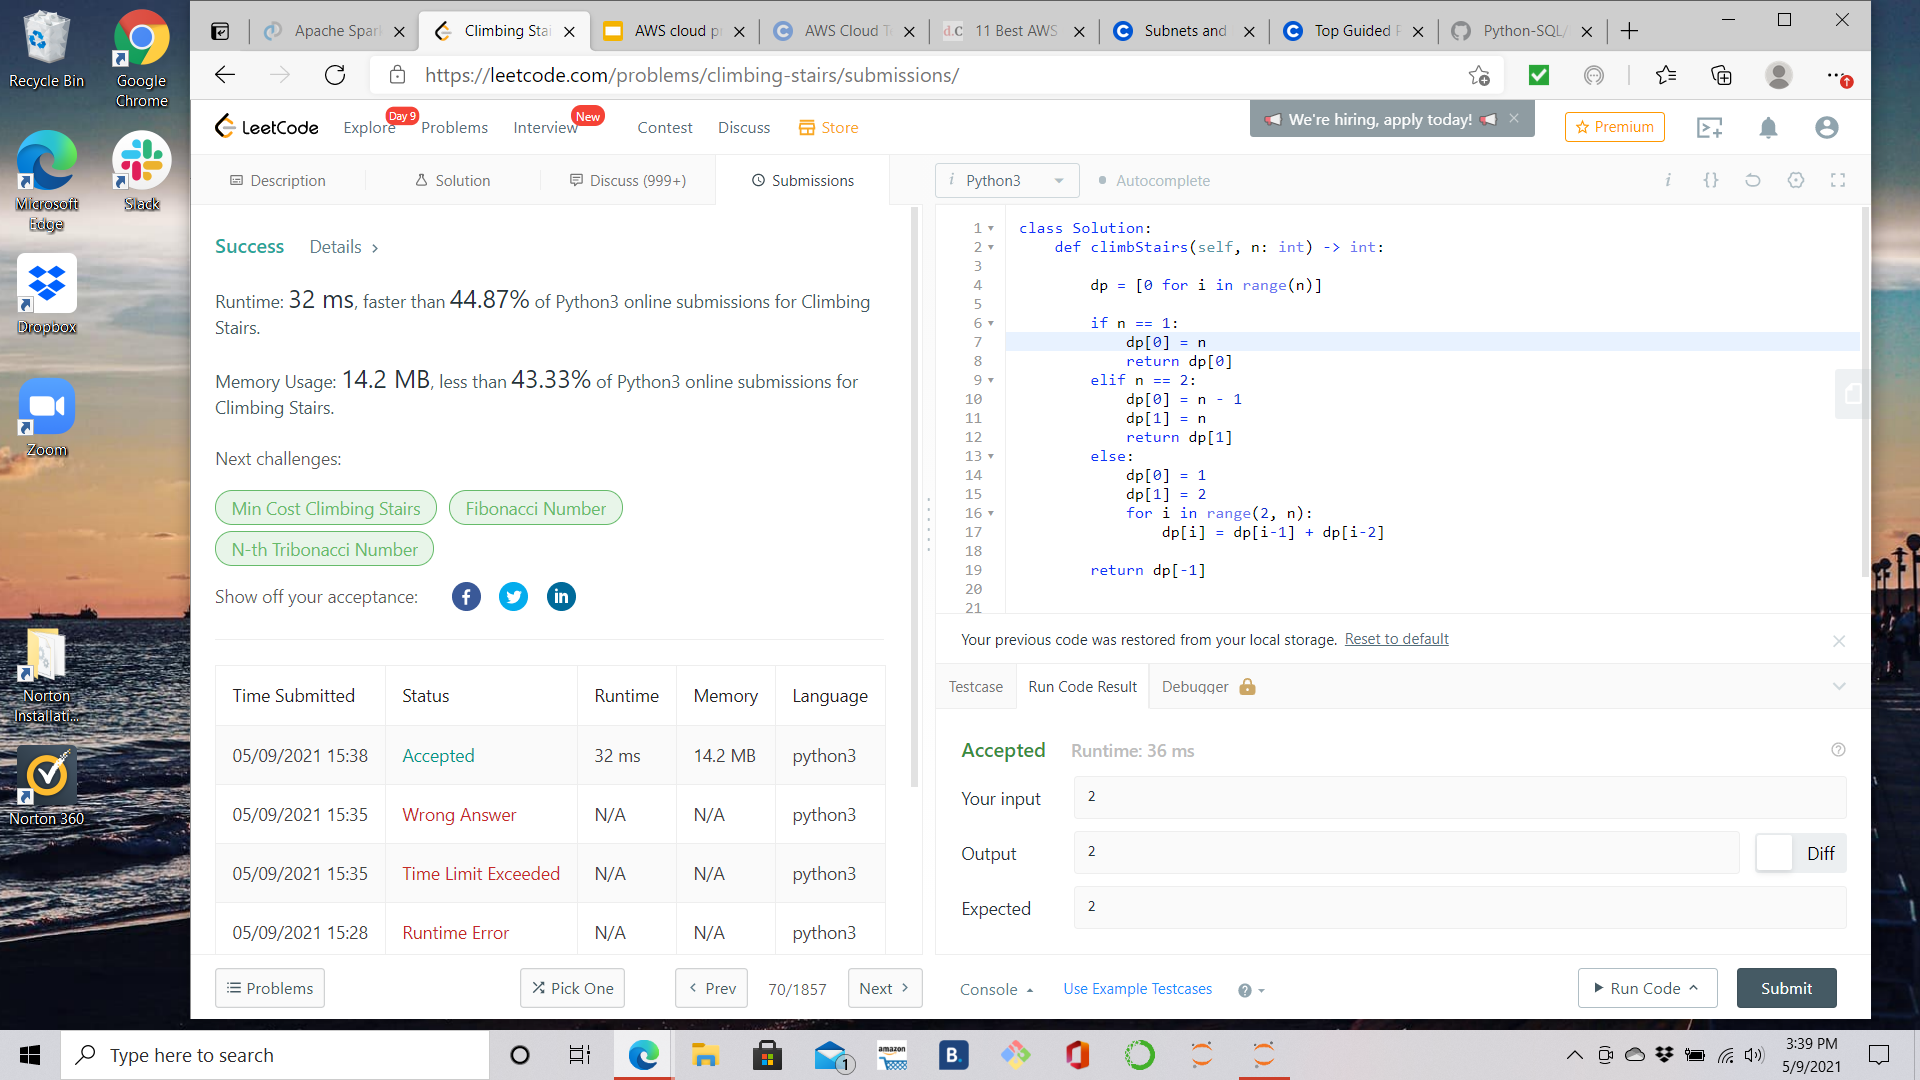 Recycle Bin
Google Chrome
Microsoft Edge
Slack
Dropbox
Zoom
Norton Installati...
Norton 360
Apache Spar
Climbing Stai
AWS cloud p
AWS Cloud T
d.C 11 Best AWS
Subnets and
Top Guided P
Python-SQL/
https://leetcode.com/problems/climbing-stairs/submissions/
LeetCode
Explore
Day 9
Problems
Interview
New
Contest
Discuss
Store
We're hiring, apply today!
Premium
Description
Solution
Discuss (999+)
Submissions
i Python3
Autocomplete
i {}
Success Details >
Runtime: 32 ms, faster than 44.87% of Python3 online submissions for Climbing
Stairs.
Memory Usage: 14.2 MB, less than 43.33% of Python3 online submissions for
Climbing Stairs.
Next challenges:
Min Cost Climbing Stairs
Fibonacci Number
N-th Tribonacci Number
Show off your acceptance:
Time Submitted Status Runtime Memory Language
05/09/2021 15:38 Accepted 32 ms 14.2 MB python3
05/09/2021 15:35 Wrong Answer N/A N/A python3
05/09/2021 15:35 Time Limit Exceeded N/A N/A python3
05/09/2021 15:28 Runtime Error N/A N/A python3
1 class Solution:
2     def climbStairs(self, n: int) -> int:
3
4         dp = [0 for i in range(n)]
5
6         if n == 1:
7             dp[0] = n
8             return dp[0]
9         elif n == 2:
10             dp[0] = n - 1
11             dp[1] = n
12             return dp[1]
13         else:
14             dp[0] = 1
15             dp[1] = 2
16             for i in range(2, n):
17                 dp[i] = dp[i-1] + dp[i-2]
18
19         return dp[-1]
20
21
Your previous code was restored from your local storage. Reset to default
Testcase
Run Code Result
Debugger
Accepted Runtime: 36 ms
Your input 2
Output 2
Diff
Expected 2
Problems
Pick One
Prev
70/1857
Next
Console
Use Example Testcases
Run Code
Submit
Type here to search
1
amazon
B.
3:39 PM
5/9/2021